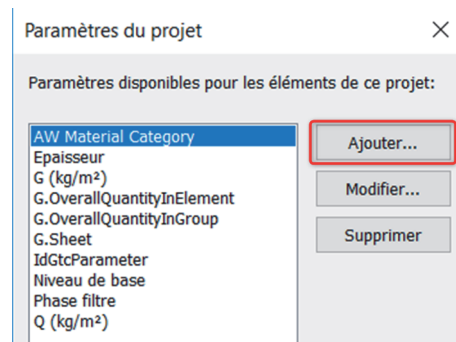 Paramètres du projet
Paramètres disponibles pour les éléments de ce projet:
AW Material Category
Epaisseur
G (kg/m²)
G.OverallQuantityInElement
G.OverallQuantityInGroup
G.Sheet
IdGtcParameter
Niveau de base
Phase filtre
Q (kg/m²)
Ajouter...
Modifier...
Supprimer